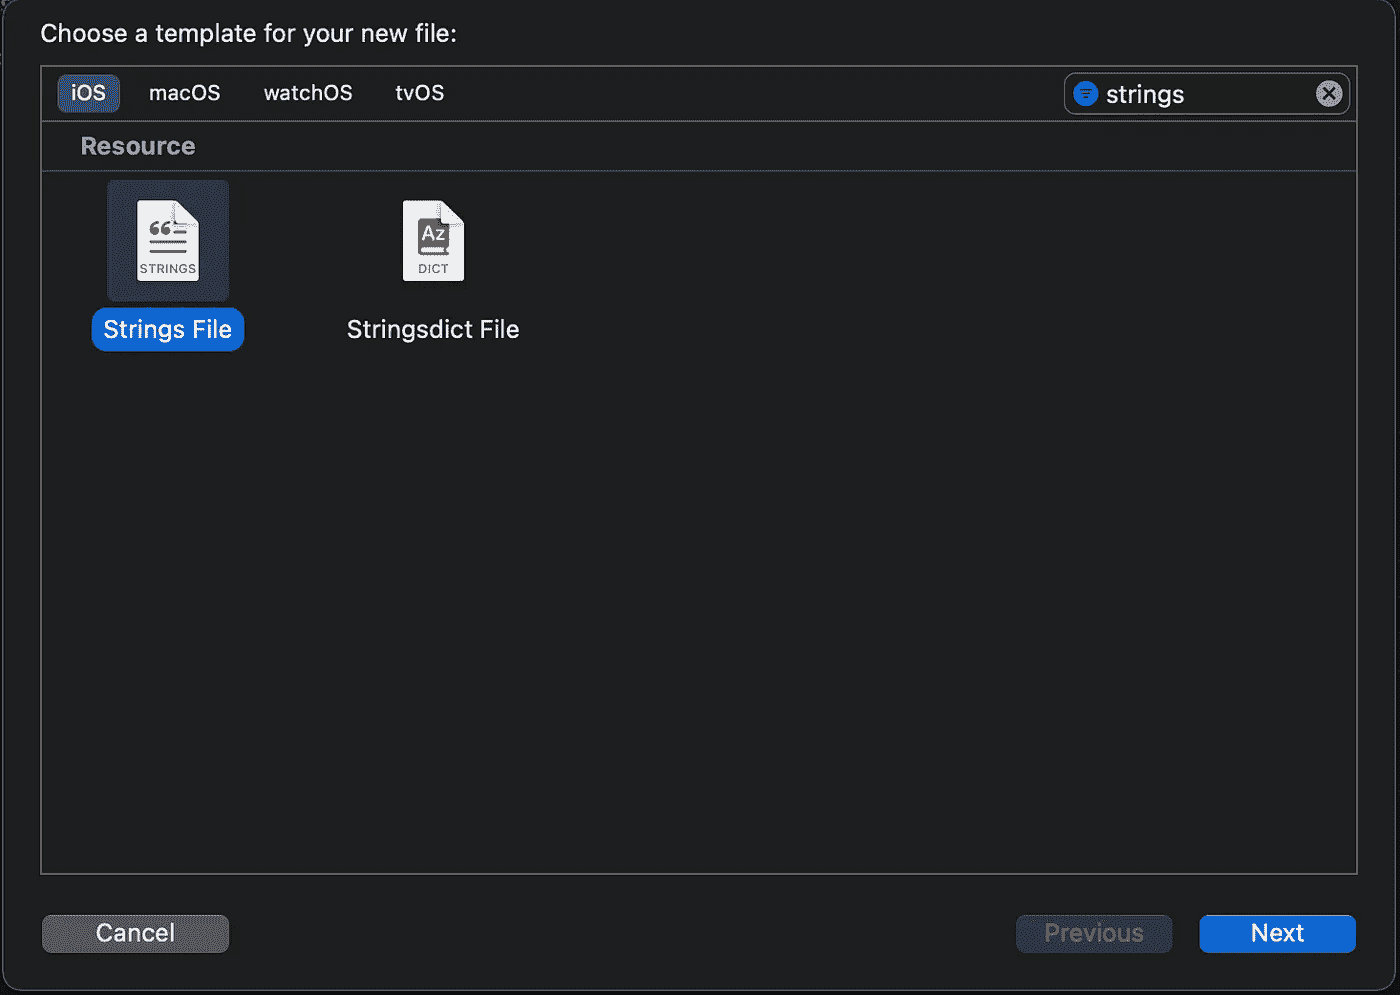 Choose a template for your new file:
iOS macOS watchOS tvOS strings
Resource
STRINGS
Az
DICT
Strings File Stringsdict File
Cancel Previous Next